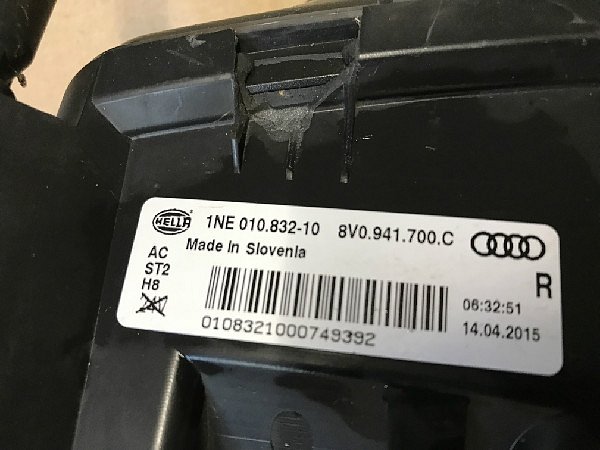 HELLA 1NE 010.832-10 8V0.941.700.C
Made In Slovenia
AC
ST2
H8
R
06:32:51
14.04.2015
0108321000749392